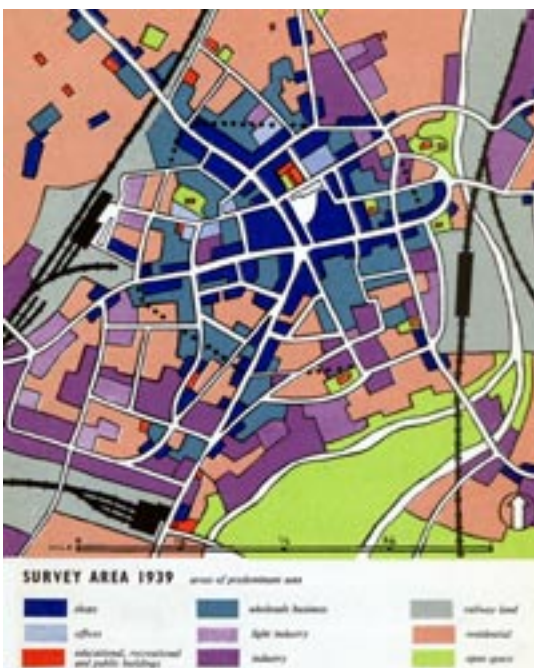 SURVEY AREA 1939 areas of predominant uses
shops
wholesale business
railway land
offices
light industry
residential
educational, recreational
and public buildings
industry
open space